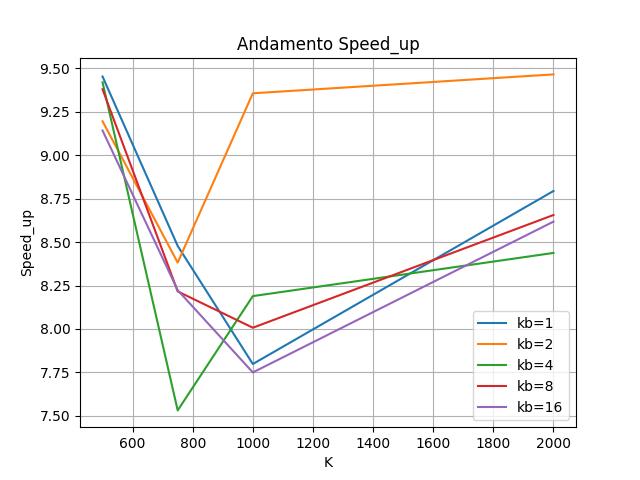 Andamento Speed_up
Speed_up
9.50
9.25
9.00
8.75
8.50
8.25
8.00
7.75
7.50
kb=1
kb=2
kb=4
kb=8
kb=16
600 800 1000 1200 1400 1600 1800 2000
K